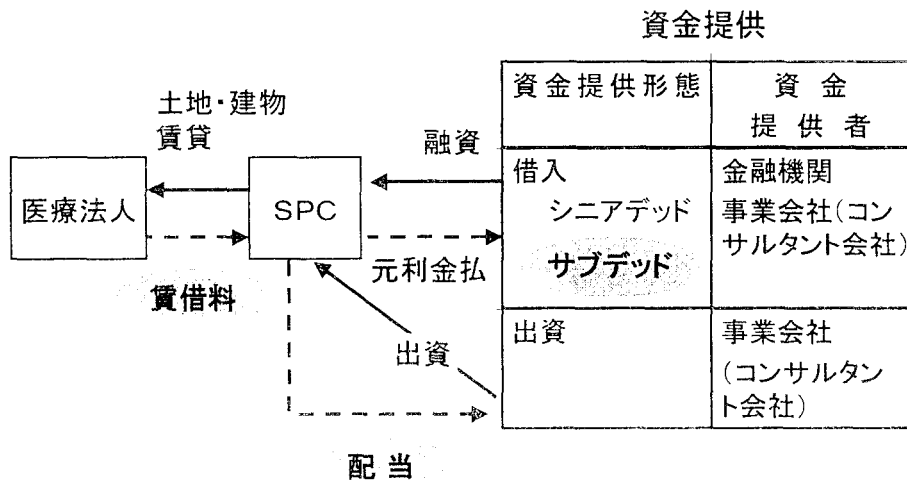 資金提供
資金提供形態
資金
提供者
土地・建物
賃貸
融資
借入
シニアデッド
サブデッド
金融機関
事業会社(コン
サルタント会社)
医療法人
SPC
賃借料
元利金払
出資
出資
事業会社
(コンサルタン
ト会社)
配当